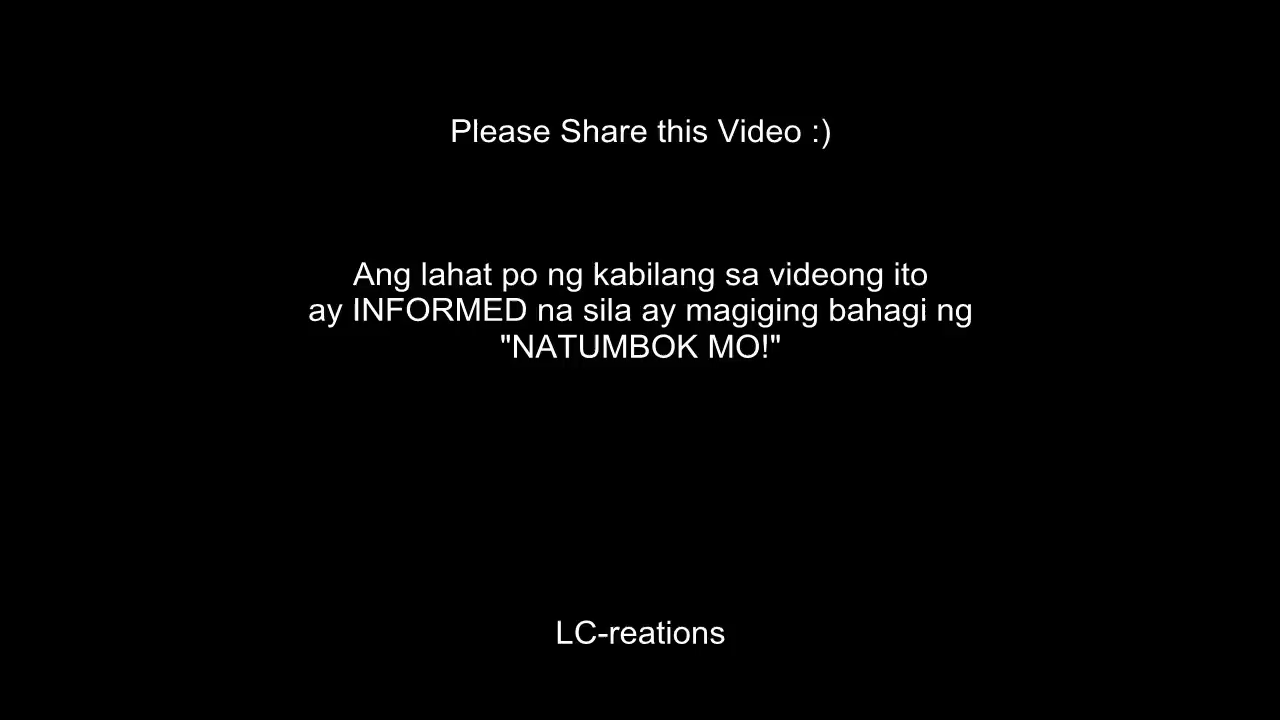 Please Share this Video :)
Ang lahat po ng kabilang sa videong ito
ay INFORMED na sila ay magiging bahagi ng
"NATUMBOK MO!"
LC-reations